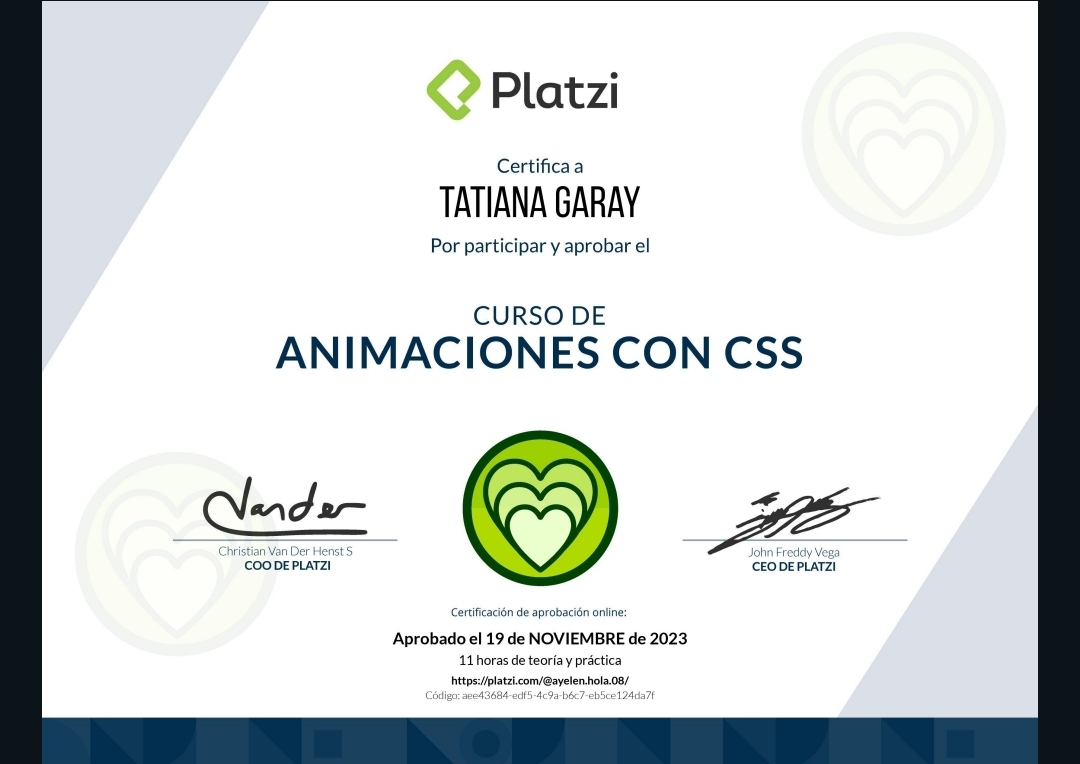 Platzi
Certifica a
TATIANA GARAY
Por participar y aprobar el
CURSO DE
ANIMACIONES CON CSS
Vander
Christian Van Der Henst S
COO DE PLATZI
John Freddy Vega
CEO DE PLATZI
Certificación de aprobación online:
Aprobado el 19 de NOVIEMBRE de 2023
11 horas de teoría y práctica
https://platzi.com/@ayelen.hola.08/
Código: aee43684-edf5-4c9a-b6c7-eb5ce124da7f